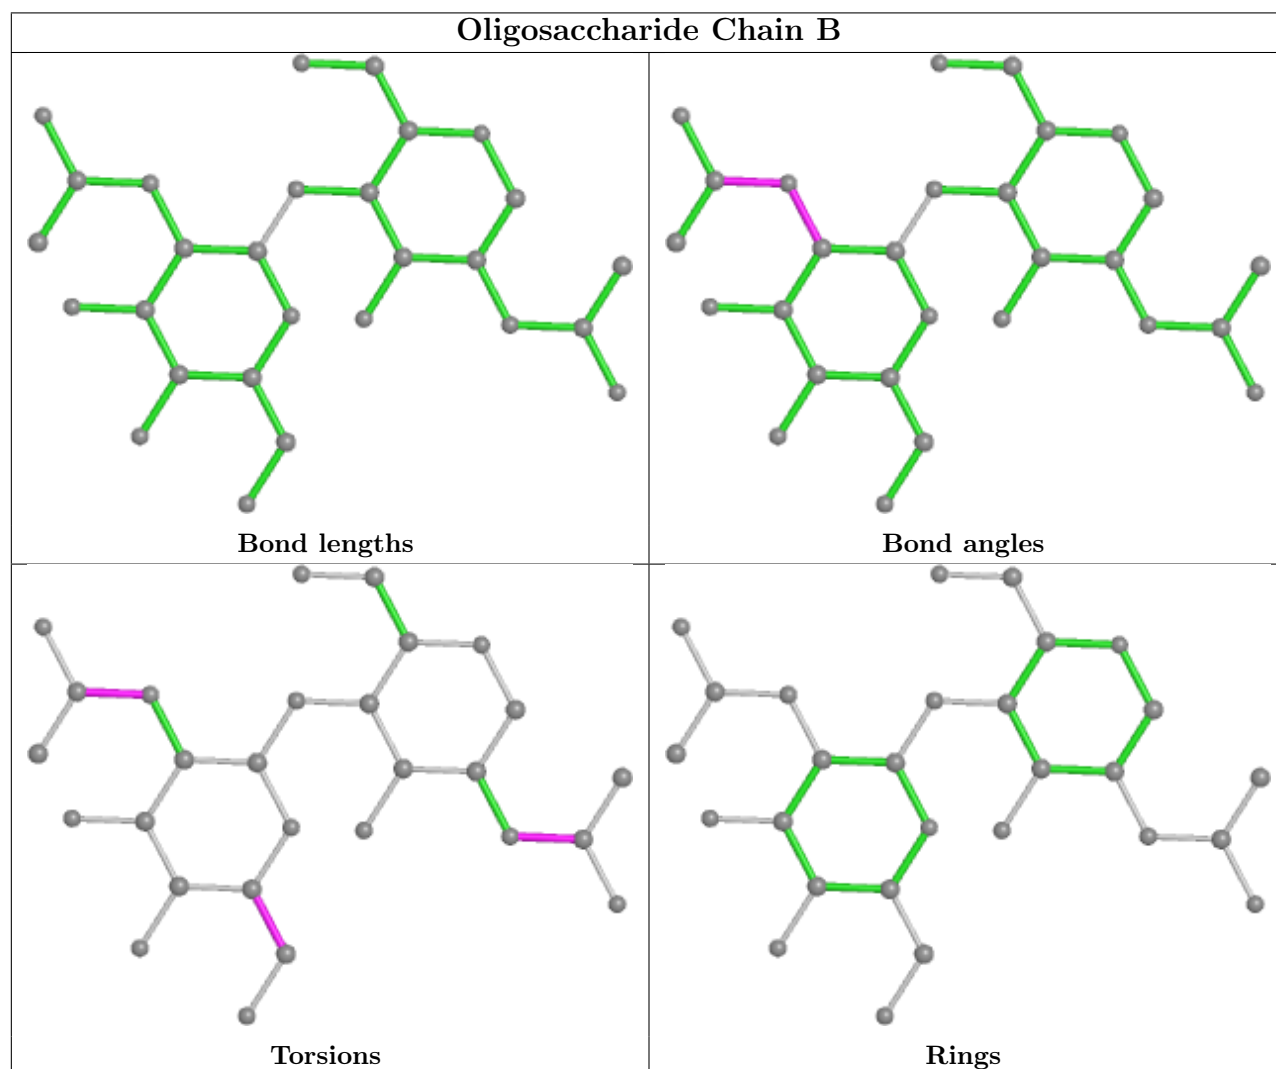 Oligosaccharide Chain B
Bond lengths
Bond angles
Torsions
Rings